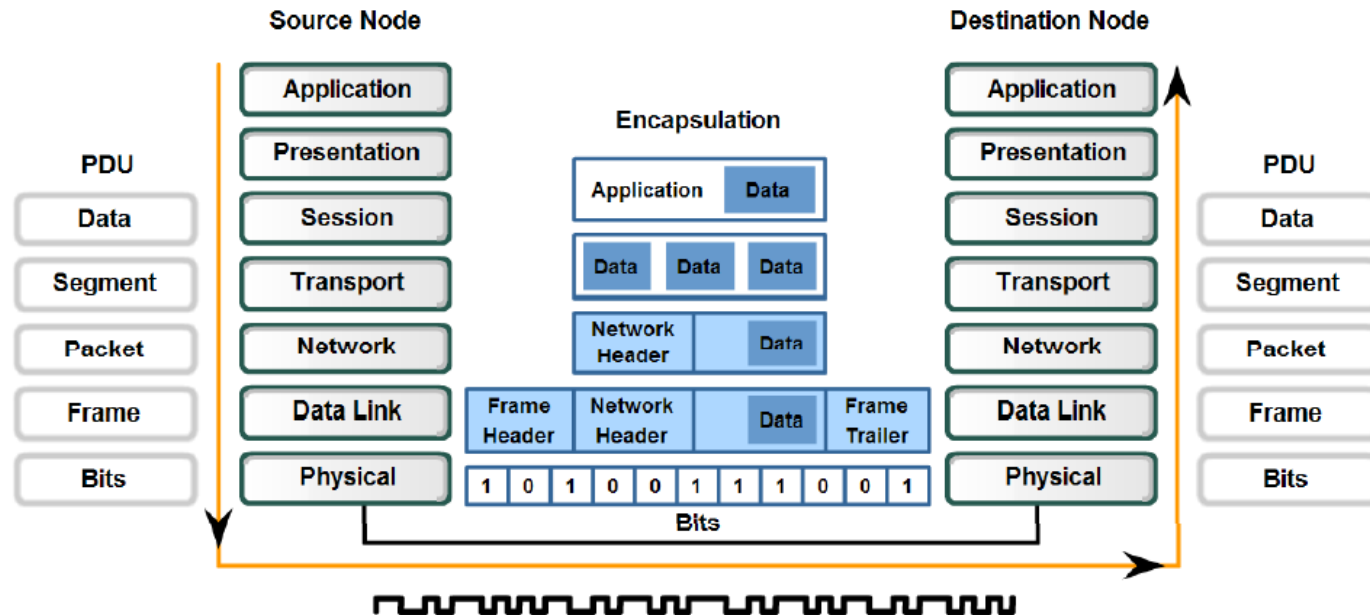 Source Node
Destination Node
Application
Application
Encapsulation
Presentation
Presentation
PDU
PDU
Application Data
Data
Session
Session
Data
Data Data Data
Segment
Transport
Transport
Segment
Network
Header
Data
Packet
Network
Network
Packet
Frame
Data Link
Frame
Header
Network
Header
Data
Frame
Trailer
Data Link
Frame
Bits
Physical
1 0 1 0 0 1 1 1 0 0 1
Physical
Bits
Bits